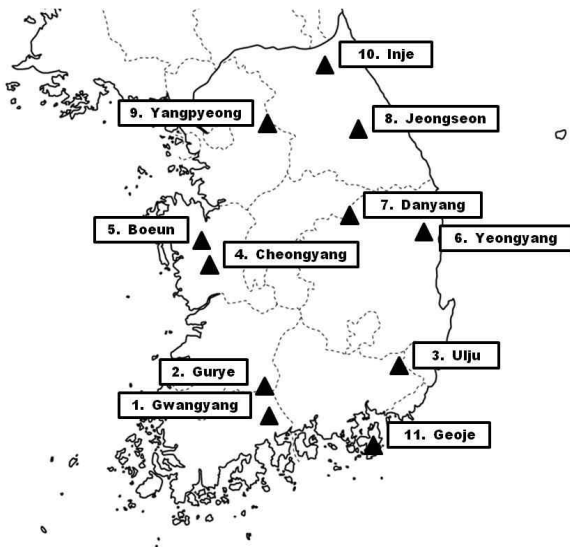 10. Inje
9. Yangpyeong
8. Jeongseon
7. Danyang
5. Boeun
6. Yeongyang
4. Cheongyang
3. Ulju
2. Gurye
1. Gwangyang
11. Geoje